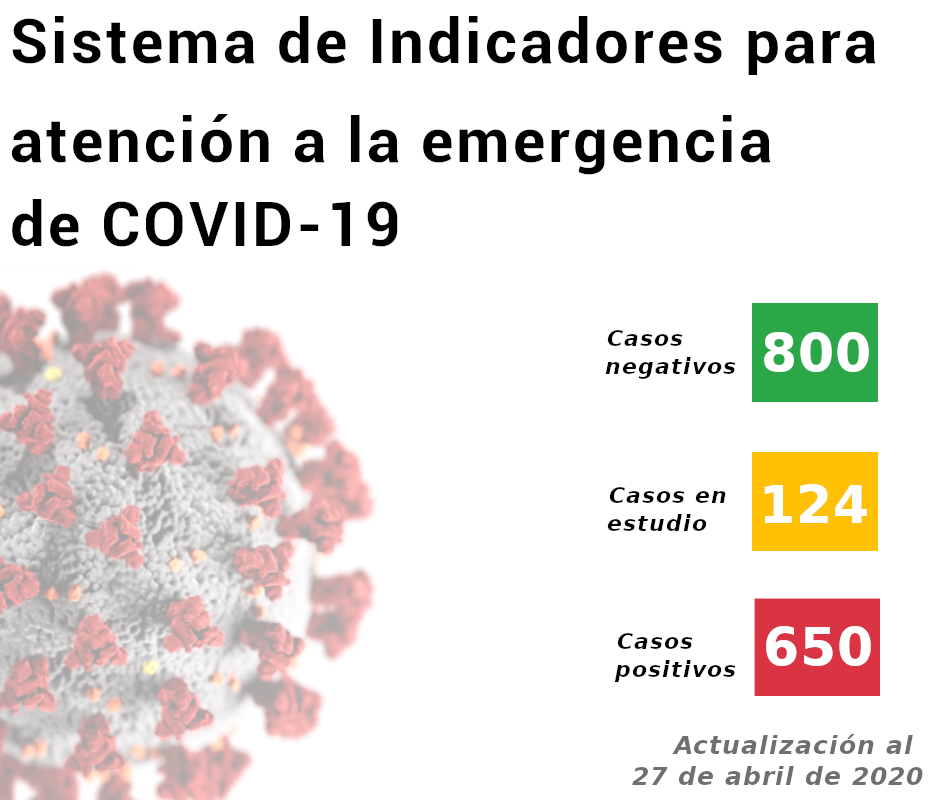 Sistema de Indicadores para
atención a la emergencia
de COVID-19
Casos
negativos
800
Casos en
estudio
124
Casos
positivos
650
Actualización al
27 de abril de 2020